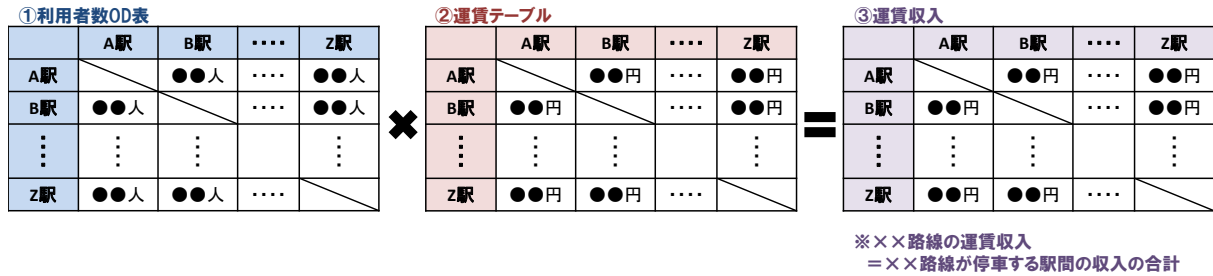 ①利用者数OD表
②運賃テーブル
③運賃収入
A駅 B駅 ‥‥ Z駅
A駅 ●●人 ‥‥ ●●人
B駅 ●●人 ‥‥ ●●人
⋮ ⋮ ⋮ ⋮
Z駅 ●●人 ●●人 ‥‥
×
A駅 B駅 ‥‥ Z駅
A駅 ●●円 ‥‥ ●●円
B駅 ●●円 ‥‥ ●●円
⋮ ⋮ ⋮ ⋮
Z駅 ●●円 ●●円 ‥‥
=
A駅 B駅 ‥‥ Z駅
A駅 ●●円 ‥‥ ●●円
B駅 ●●円 ‥‥ ●●円
⋮ ⋮ ⋮ ⋮
Z駅 ●●円 ●●円 ‥‥
※××路線の運賃収入
=××路線が停車する駅間の収入の合計